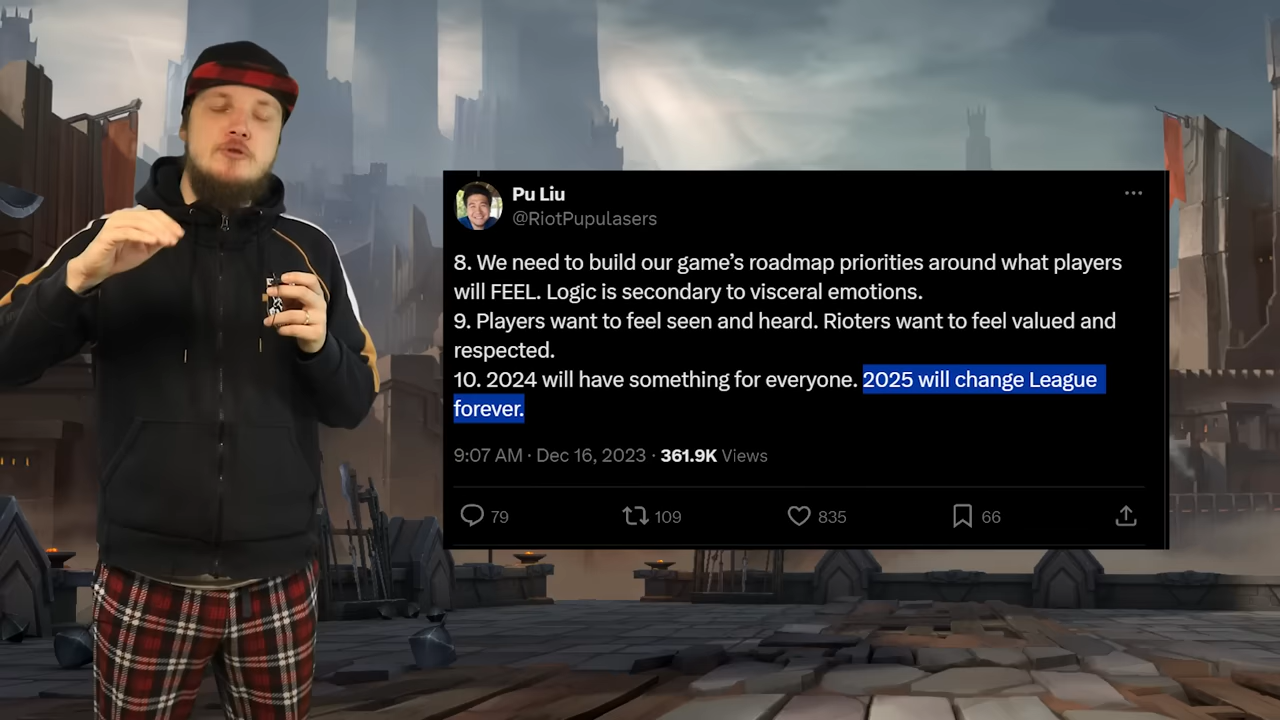 Pu Liu
@RiotPupulasers
8. We need to build our game’s roadmap priorities around what players
will FEEL. Logic is secondary to visceral emotions.
9. Players want to feel seen and heard. Rioters want to feel valued and
respected.
10. 2024 will have something for everyone. 2025 will change League
forever.
9:07 AM · Dec 16, 2023 · 361.9K Views
79 109 835 66